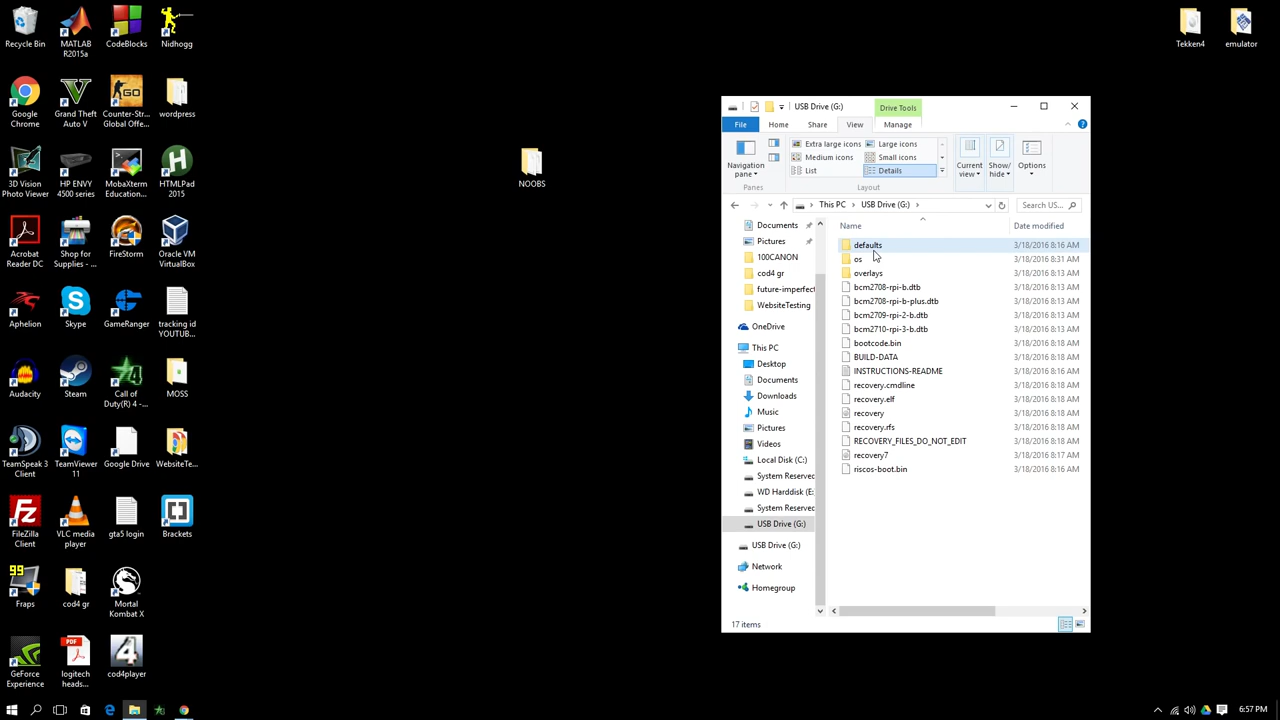 Recycle Bin
MATLAB R2015a
CodeBlocks
Nidhogg
Tekken4
emulator
Google Chrome
Grand Theft Auto V
Counter-Str... Global Offe...
wordpress
NOOBS
3D Vision Photo Viewer
HP ENVY 4500 series
MobaXterm Education...
HTMLPad 2015
Acrobat Reader DC
Shop for Supplies - ...
FireStorm
Oracle VM VirtualBox
Aphelion
Skype
GameRanger
tracking id YOUTUB...
Audacity
Steam
Call of Duty(R) 4 -...
MOSS
TeamSpeak 3 Client
TeamViewer 11
Google Drive
WebsiteTe...
FileZilla Client
VLC media player
gta5 login
Brackets
99
Fraps
cod4 gr
Mortal Kombat X
GeForce Experience
logitech heads...
cod4player
USB Drive (G:)
Drive Tools
File
Home
Share
View
Manage
Navigation pane
Extra large icons
Large icons
Medium icons
Small icons
List
Details
Current view
Show/ hide
Options
Panes
Layout
This PC > USB Drive (G:) >
Search US...
Documents
Pictures
100CANON
cod4 gr
future-imperfect
WebsiteTesting
OneDrive
This PC
Desktop
Documents
Downloads
Music
Pictures
Videos
Local Disk (C:)
System Reserved
WD Harddisk (E:
System Reserved
USB Drive (G:)
USB Drive (G:)
Network
Homegroup
Name Date modified
defaults 3/18/2016 8:16 AM
os 3/18/2016 8:31 AM
overlays 3/18/2016 8:13 AM
bcm2708-rpi-b.dtb 3/18/2016 8:13 AM
bcm2708-rpi-b-plus.dtb 3/18/2016 8:13 AM
bcm2709-rpi-2-b.dtb 3/18/2016 8:13 AM
bcm2710-rpi-3-b.dtb 3/18/2016 8:13 AM
bootcode.bin 3/18/2016 8:13 AM
BUILD-DATA 3/18/2016 8:16 AM
INSTRUCTIONS-README 3/18/2016 8:16 AM
recovery.cmdline 3/18/2016 8:18 AM
recovery.elf 3/18/2016 8:18 AM
recovery 3/18/2016 8:18 AM
recovery.rfs 3/18/2016 8:18 AM
RECOVERY_FILES_DO_NOT_EDIT 3/18/2016 8:18 AM
recovery7 3/18/2016 8:17 AM
riscos-boot.bin 3/18/2016 8:16 AM
17 items
6:57 PM